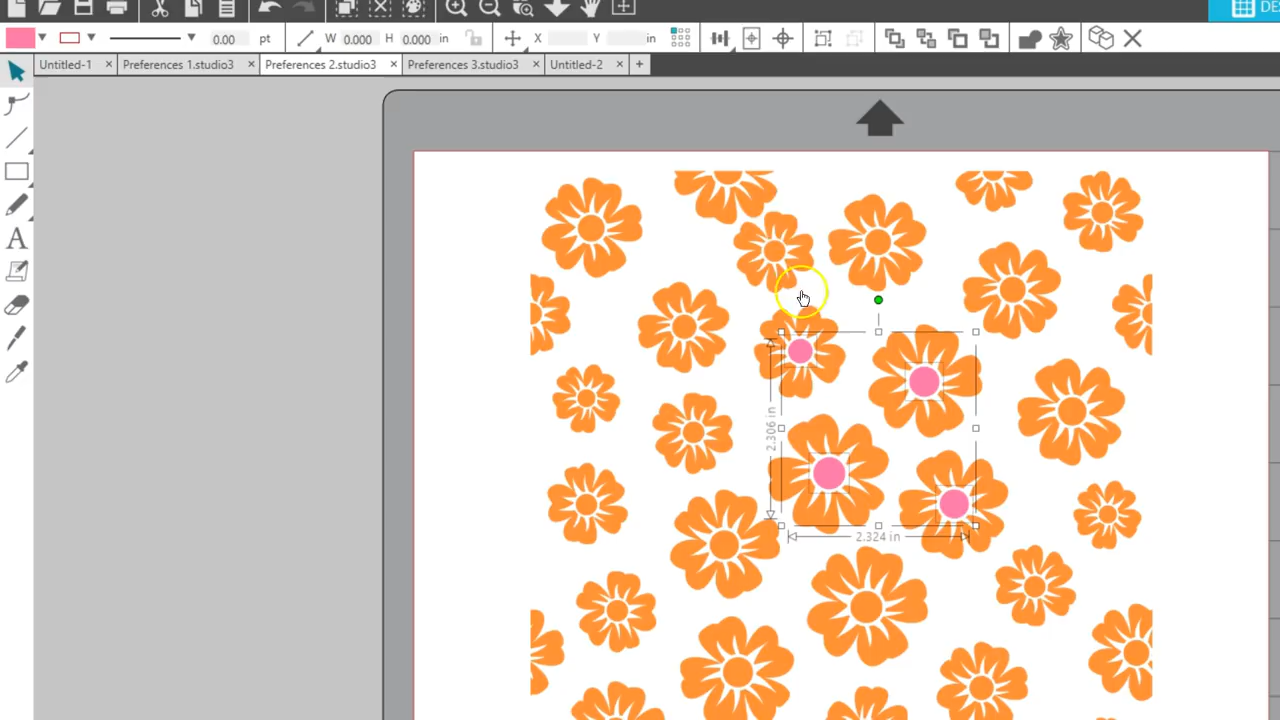 DES
0.00 pt W 0.000 H 0.000 in X Y in
Untitled-1 × Preferences 1.studio3 × Preferences 2.studio3 × Preferences 3.studio3 × Untitled-2 × +
A
2.306 in
2.324 in